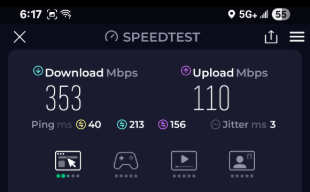 6:17 5G+ 55
SPEEDTEST
Download Mbps Upload Mbps
353 110
Ping ms 40 213 156 Jitter ms 3